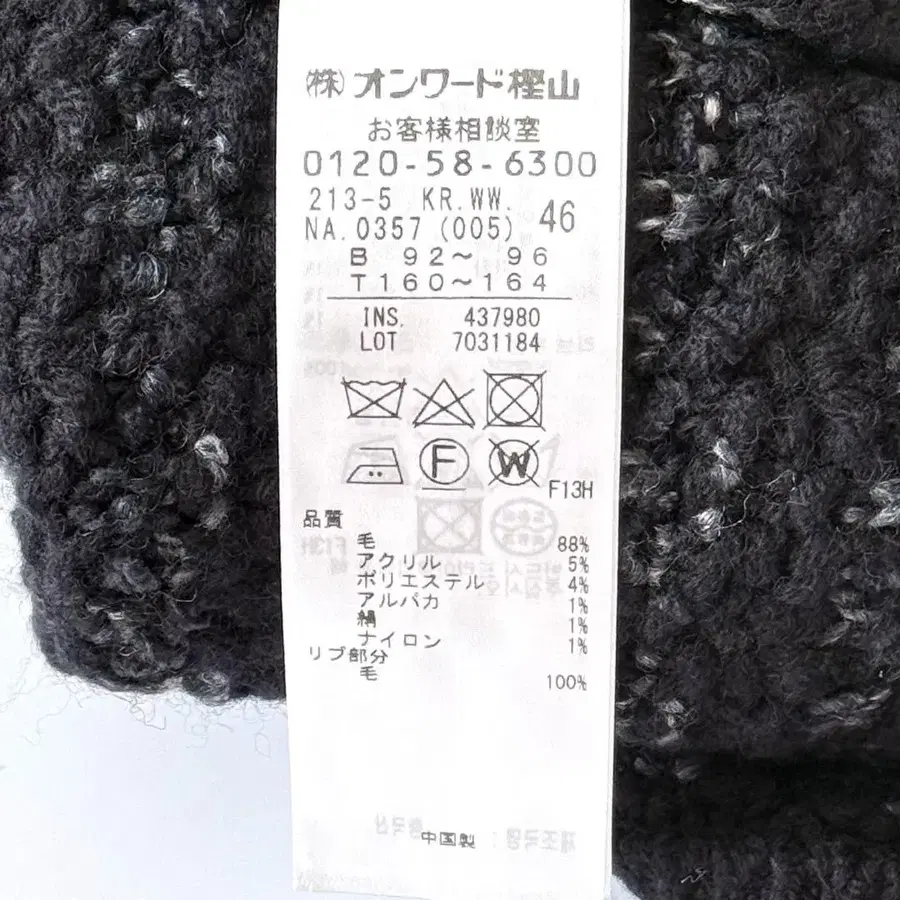 (株)オンワード樫山
お客様相談室
0120-58-6300
213-5 KR.WW.
NA.0357 (005) 46
B 92〜 96
T160〜164
INS. 437980
LOT 7031184
F
W
F13H
品質
毛 88%
アクリル 5%
ポリエステル 4%
アルパカ 1%
絹 1%
ナイロン 1%
リブ部分
毛 100%
中国製